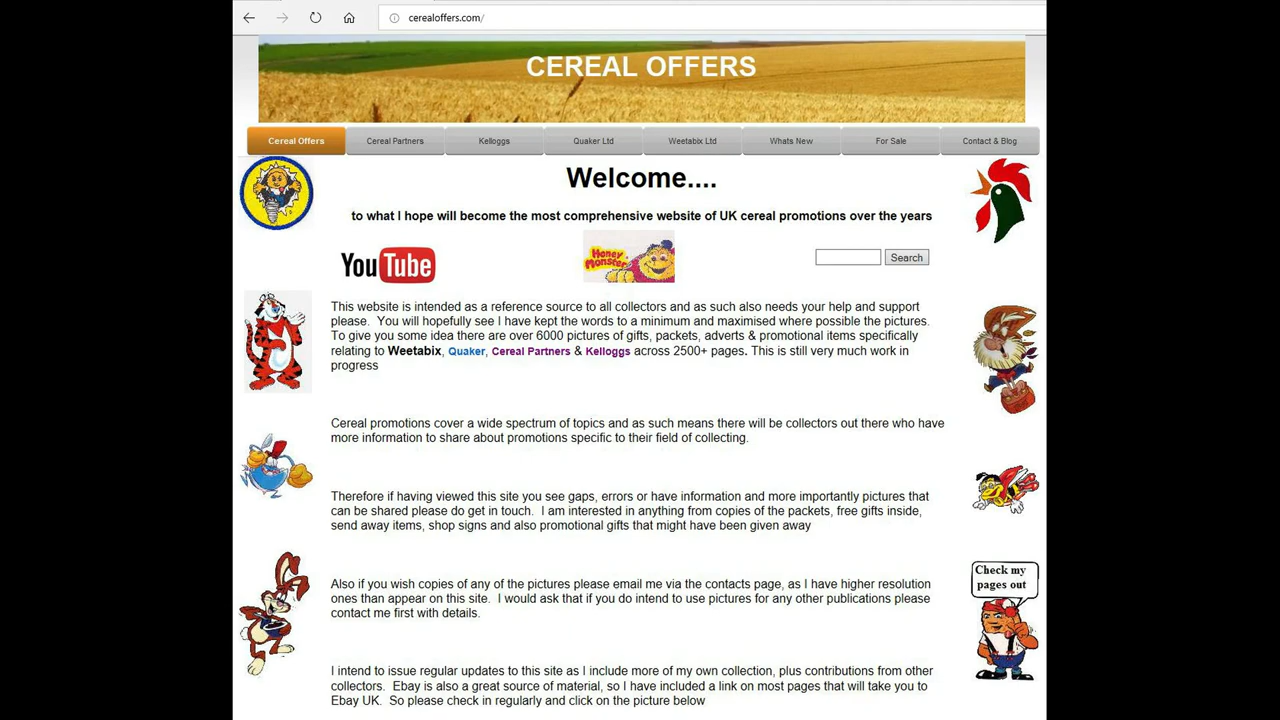 cerealoffers.com/
CEREAL OFFERS
Cereal Offers
Cereal Partners
Kelloggs
Quaker Ltd
Weetabix Ltd
Whats New
For Sale
Contact & Blog
Welcome....
to what I hope will become the most comprehensive website of UK cereal promotions over the years
YouTube
Honey
Monster
Search
This website is intended as a reference source to all collectors and as such also needs your help and support
please. You will hopefully see I have kept the words to a minimum and maximised where possible the pictures.
To give you some idea there are over 6000 pictures of gifts, packets, adverts & promotional items specifically
relating to Weetabix, Quaker, Cereal Partners & Kelloggs across 2500+ pages. This is still very much work in
progress
Cereal promotions cover a wide spectrum of topics and as such means there will be collectors out there who have
more information to share about promotions specific to their field of collecting.
Therefore if having viewed this site you see gaps, errors or have information and more importantly pictures that
can be shared please do get in touch. I am interested in anything from copies of the packets, free gifts inside,
send away items, shop signs and also promotional gifts that might have been given away
Check my
pages out
Also if you wish copies of any of the pictures please email me via the contacts page, as I have higher resolution
ones than appear on this site. I would ask that if you do intend to use pictures for any other publications please
contact me first with details.
I intend to issue regular updates to this site as I include more of my own collection, plus contributions from other
collectors. Ebay is also a great source of material, so I have included a link on most pages that will take you to
Ebay UK. So please check in regularly and click on the picture below